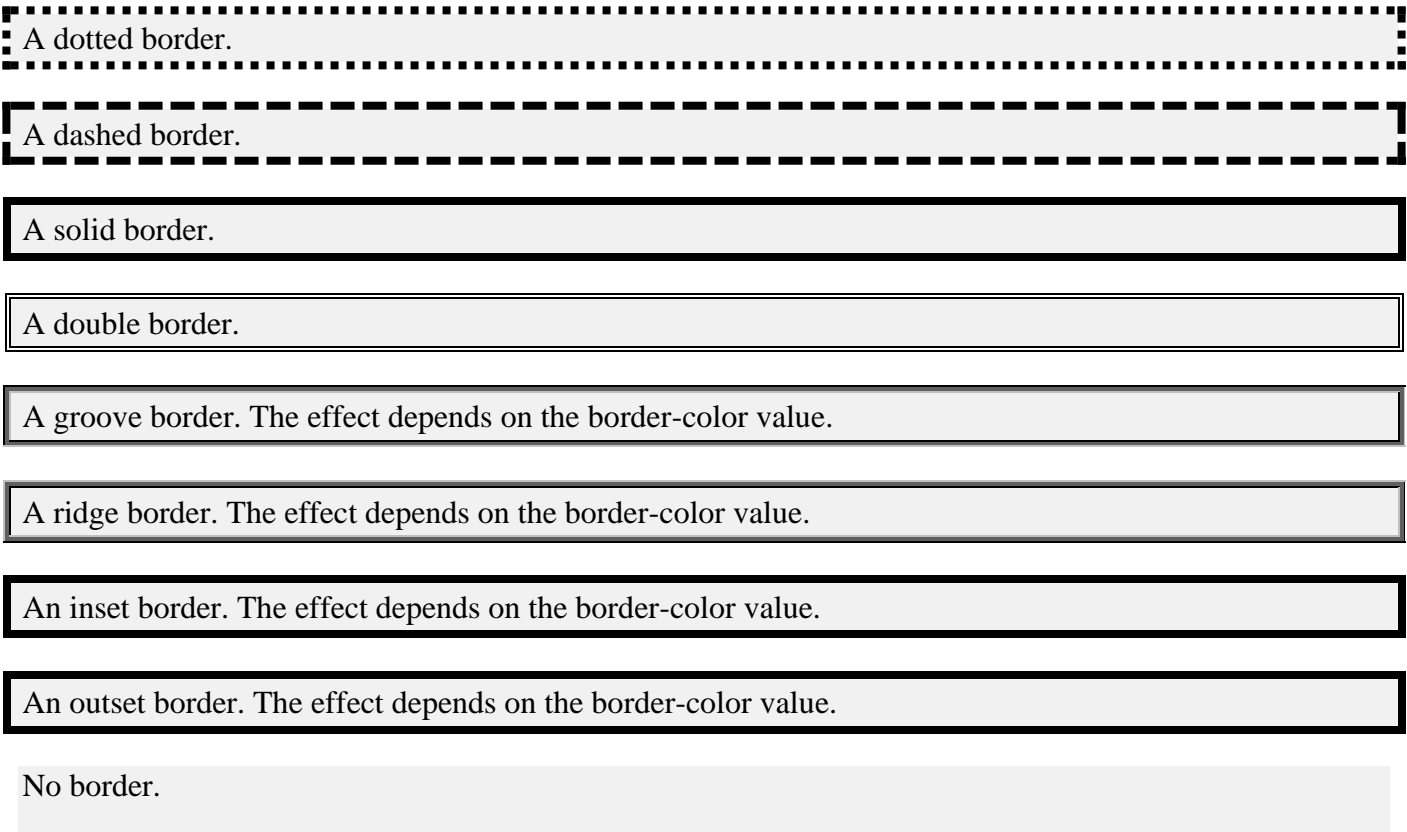 A dotted border.
A dashed border.
A solid border.
A double border.
A groove border. The effect depends on the border-color value.
A ridge border. The effect depends on the border-color value.
An inset border. The effect depends on the border-color value.
An outset border. The effect depends on the border-color value.
No border.